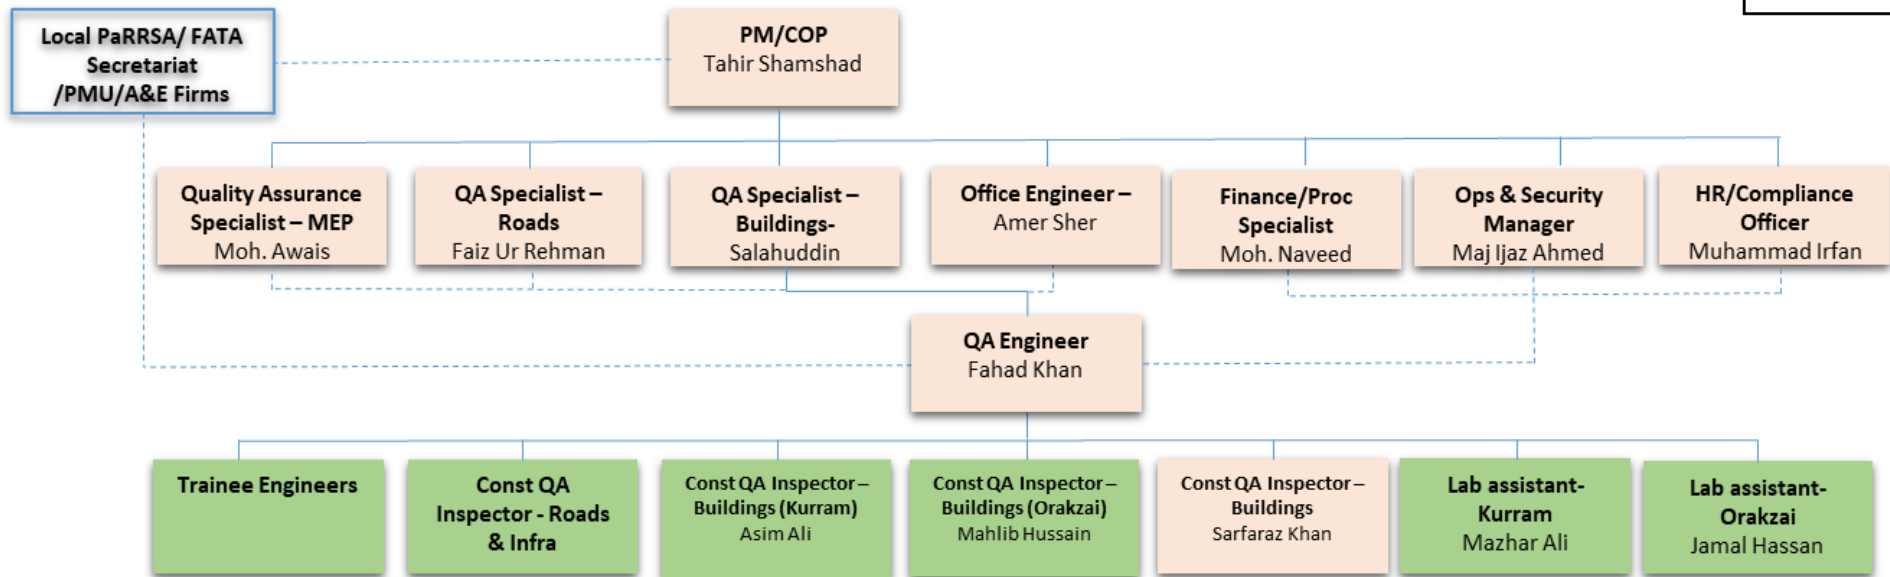 Local PaRRSA/ FATA
Secretariat
/PMU/A&E Firms
PM/COP
Tahir Shamshad
Quality Assurance
Specialist – MEP
Moh. Awais
QA Specialist –
Roads
Faiz Ur Rehman
QA Specialist –
Buildings-
Salahuddin
Office Engineer –
Amer Sher
Finance/Proc
Specialist
Moh. Naveed
Ops & Security
Manager
Maj Ijaz Ahmed
HR/Compliance
Officer
Muhammad Irfan
QA Engineer
Fahad Khan
Trainee Engineers
Const QA
Inspector - Roads
& Infra
Const QA Inspector –
Buildings (Kurram)
Asim Ali
Const QA Inspector –
Buildings (Orakzai)
Mahlib Hussain
Const QA Inspector –
Buildings
Sarfaraz Khan
Lab assistant-
Kurram
Mazhar Ali
Lab assistant-
Orakzai
Jamal Hassan